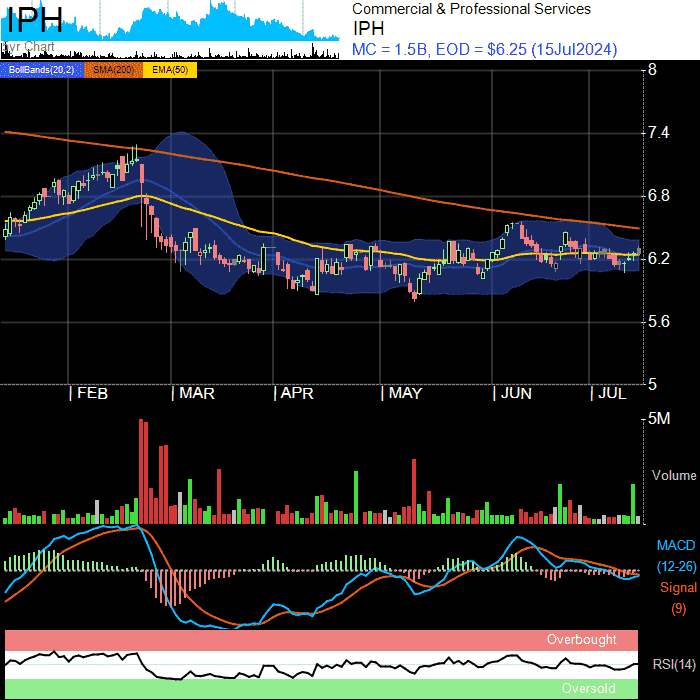 IPH
Commercial & Professional Services
IPH
MC = 1.5B, EOD = $6.25 (15Jul2024)
yr Chart
BollBands(20,2) SMA(200) EMA(50)
8
7.4
6.8
6.2
5.6
5
| FEB | MAR | APR | MAY | JUN | JUL
5M
Volume
MACD
(12-26)
Signal
(9)
Overbought
RSI(14)
Oversold